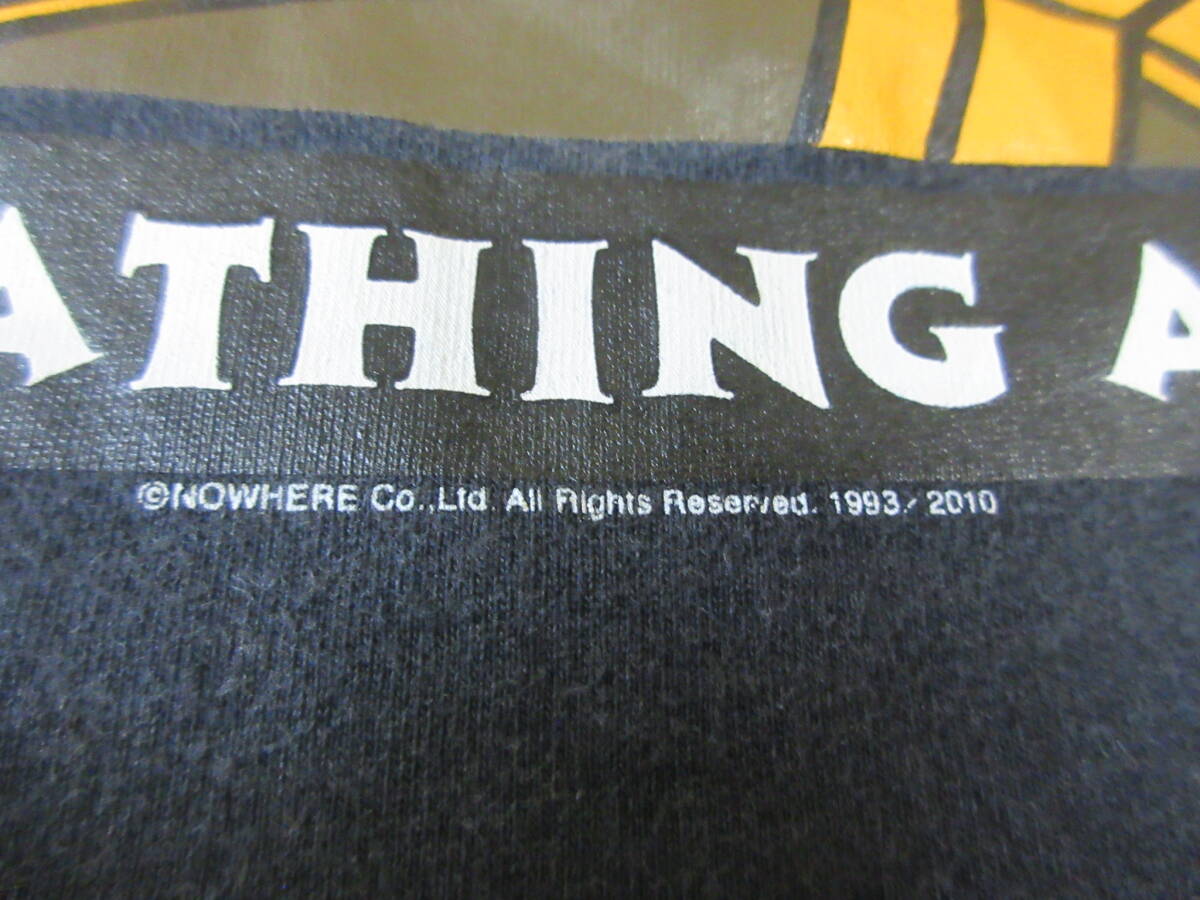 ATHING A
©NOWHERE Co.,Ltd. All Rights Reserved. 1993/2010